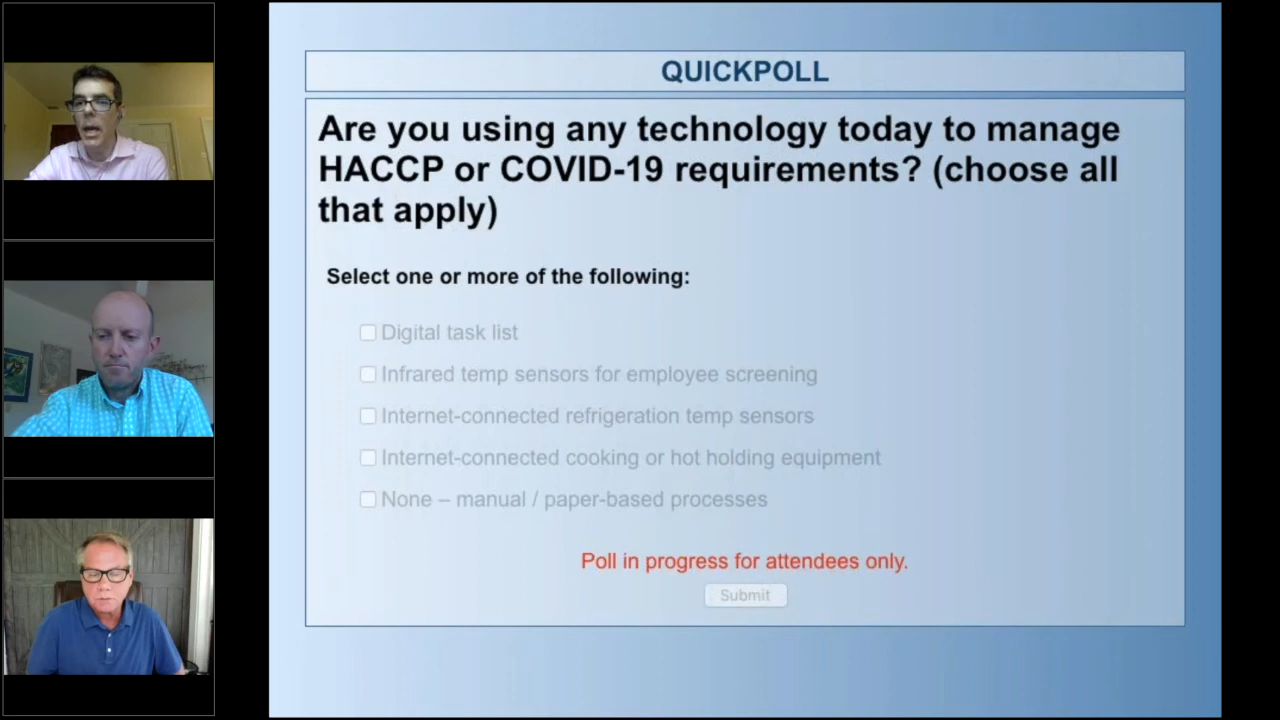 QUICKPOLL
Are you using any technology today to manage
HACCP or COVID-19 requirements? (choose all
that apply)
Select one or more of the following:
Digital task list
Infrared temp sensors for employee screening
Internet-connected refrigeration temp sensors
Internet-connected cooking or hot holding equipment
None – manual / paper-based processes
Poll in progress for attendees only.
Submit